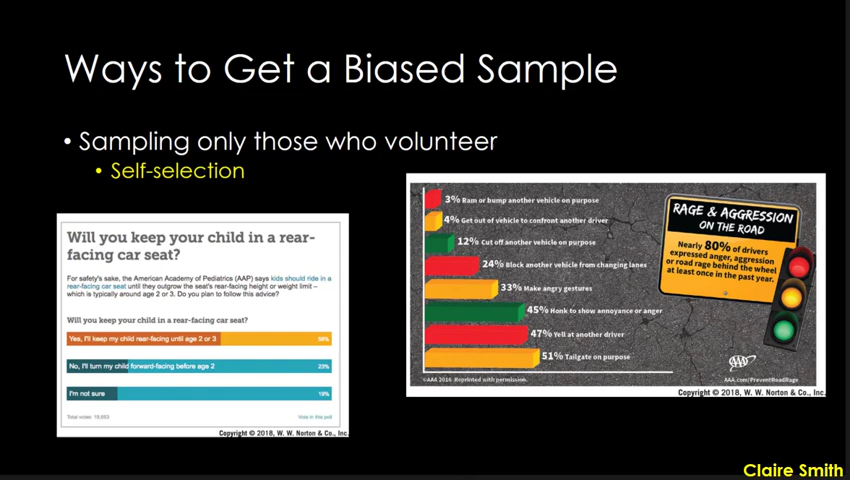 Ways to Get a Biased Sample
• Sampling only those who volunteer
• Self-selection
Will you keep your child in a rear-
facing car seat?
For safety's sake, the American Academy of Pediatrics (AAP) says kids should ride in a
rear-facing car seat until they outgrow the seat's rear-facing height or weight limit –
which is typically around age 2 or 3. Do you plan to follow this advice?
Will you keep your child in a rear-facing car seat?
Yes, I'll keep my child rear-facing until age 2 or 3
No, I'll turn my child forward-facing before age 2 23%
I'm not sure 19%
Total votes:
Vote in this poll
Copyright © 2018, W. W. Norton & Co., Inc.
3% Ram or bump another vehicle on purpose
4% Get out of vehicle to confront another driver
12% Cut off another vehicle on purpose
24% Block another vehicle from changing lanes
33% Make angry gestures
45% Honk to show annoyance or anger
47% Yell at another driver
51% Tailgate on purpose
©AAA 2016 Reprinted with permission.
RAGE & AGGRESSION
ON THE ROAD
Nearly 80% of drivers
expressed anger, aggression
or road rage behind the wheel
at least once in the past year.
AAA
AAA.com/PreventRoadRage
Copyright © 2018, W. W. Norton & Co., Inc.
Claire Smith